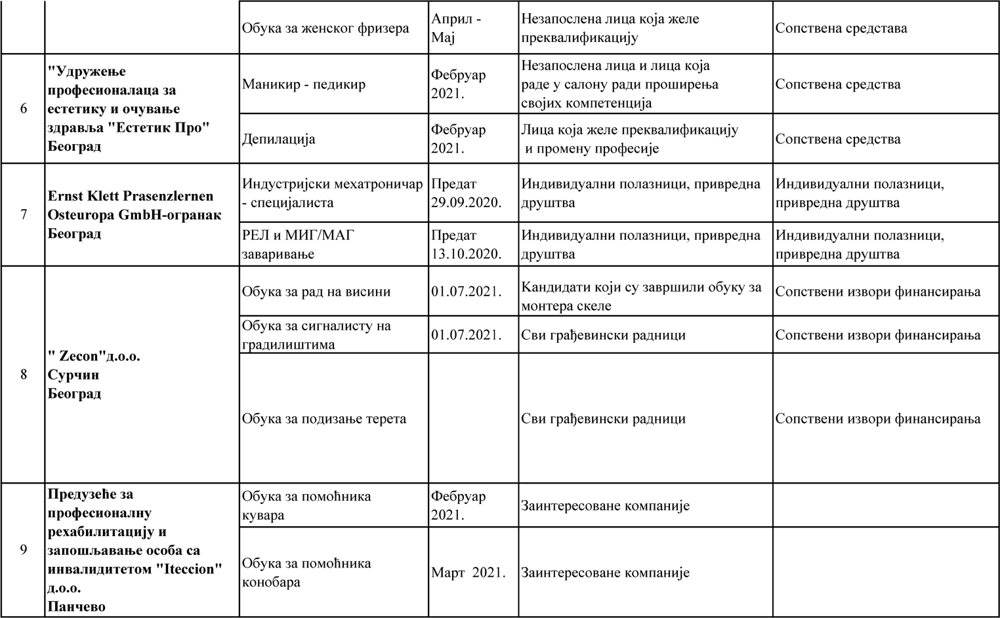 Обука за женског фризера
Април -
Мај
Незапослена лица која желе
преквалификацију
Сопствена средстава
6
"Удружење
професионалаца за
естетику и очување
здравља "Естетик Про"
Београд
Маникир - педикир
Фебруар
2021.
Незапослена лица и лица која
раде у салону ради проширења
својих компетенција
Сопствена средства
Депилација
Фебруар
2021.
Лица која желе преквалификацију
и промену професије
Сопствена средства
7
Ernst Klett Prasenzlernen
Osteuropa GmbH-огранак
Београд
Индустријски мехатроничар
- специјалиста
Предат
29.09.2020.
Индивидуални полазници, привредна
друштва
Индивидуални полазници,
привредна друштва
РЕЛ и МИГ/МАГ
заваривање
Предат
13.10.2020.
Индивидуални полазници, привредна
друштва
Индивидуални полазници,
привредна друштва
8
" Zecon"д.о.о.
Сурчин
Београд
Обука за рад на висини
01.07.2021.
Кандидати који су завршили обуку за
монтера скеле
Сопствени извори финансирања
Обука за сигналисту на
градилиштима
01.07.2021.
Сви грађевински радници
Сопствени извори финансирања
Обука за подизање терета
Сви грађевински радници
Сопствени извори финансирања
9
Предузеће за
професионалну
рехабилитацију и
запошљавање особа са
инвалидитетом "Iteccion"
д.о.о.
Панчево
Обука за помоћника
кувара
Фебруар
2021.
Заинтересоване компаније
Обука за помоћника
конобара
Март  2021.
Заинтересоване компаније